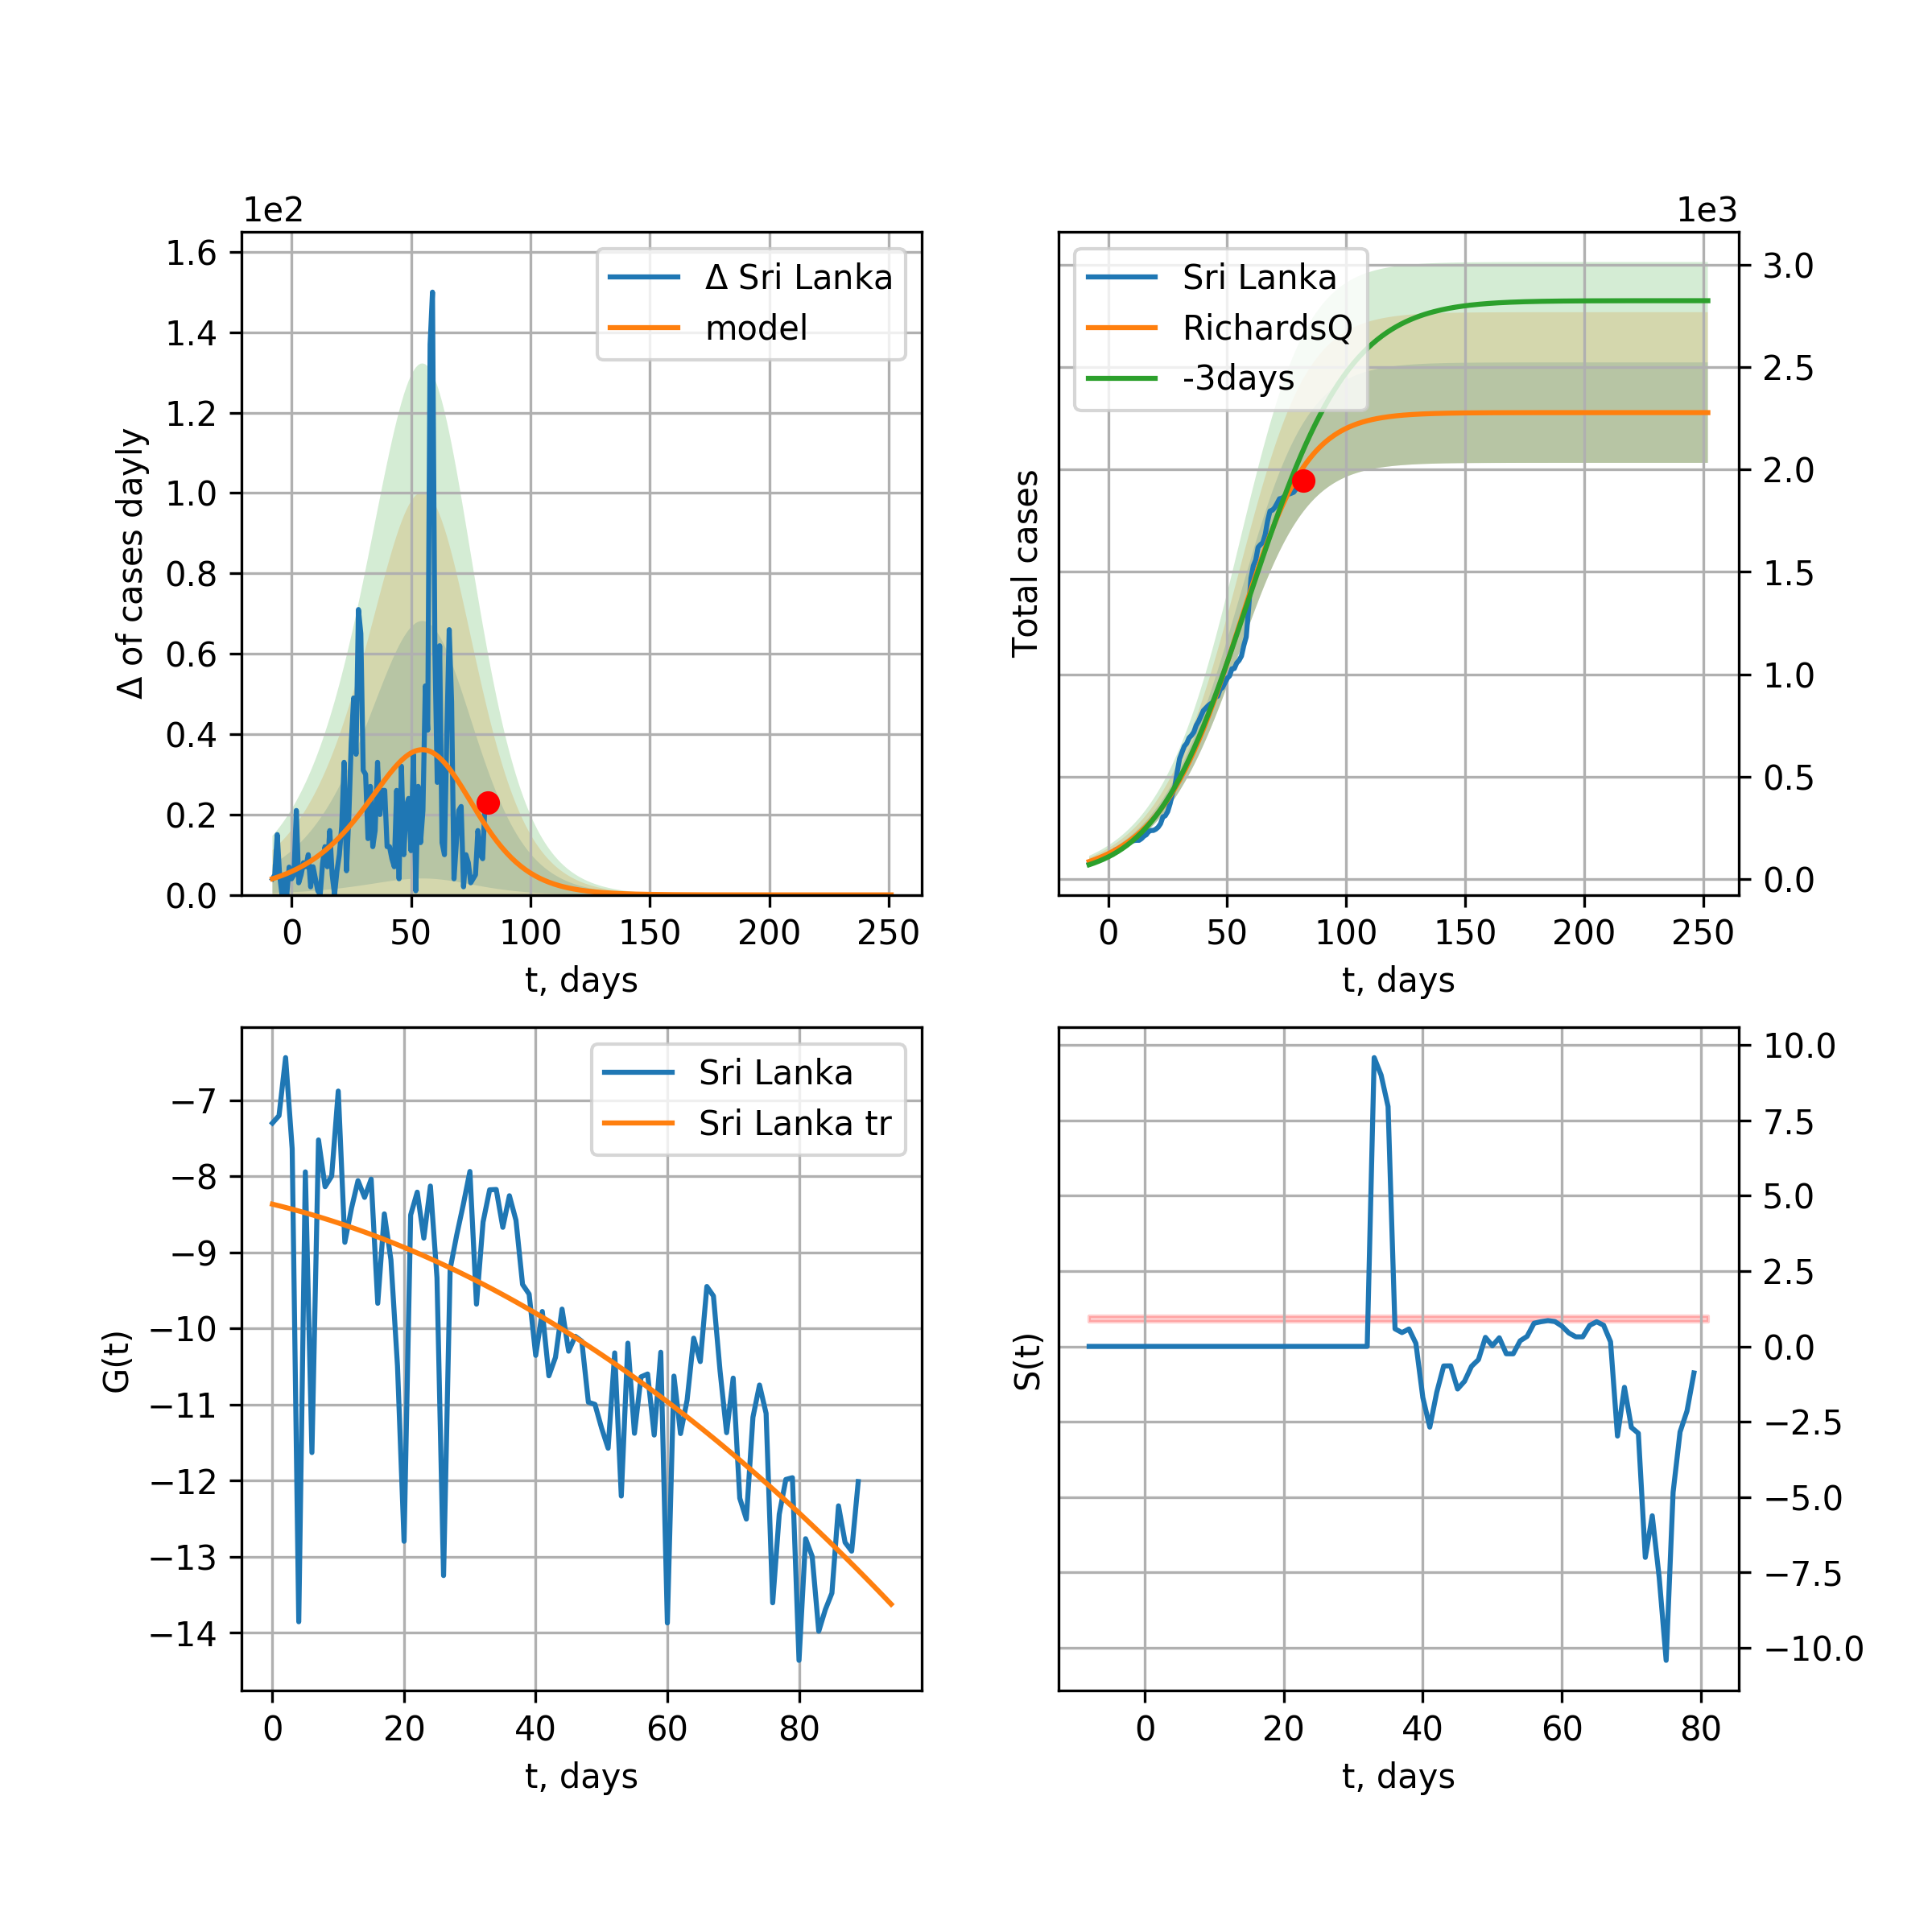 1e2
1.6
1.4
1.2
1.0
0.8
0.6
0.4
0.2
0.0
Δ of cases dayly
Δ Sri Lanka
model
0 50 100 150 200 250
t, days
1e3
3.0
2.5
2.0
1.5
1.0
0.5
0.0
Total cases
Sri Lanka
RichardsQ
-3days
0 50 100 150 200 250
t, days
−7
−8
−9
−10
−11
−12
−13
−14
G(t)
Sri Lanka
Sri Lanka tr
0 20 40 60 80
t, days
10.0
7.5
5.0
2.5
0.0
−2.5
−5.0
−7.5
−10.0
S(t)
0 20 40 60 80
t, days